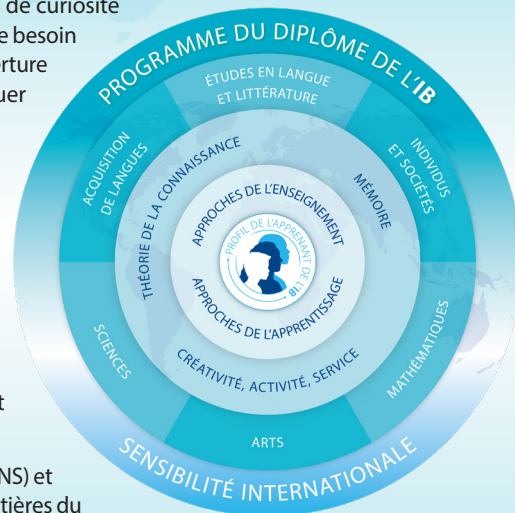 de curiosité
e besoin
erture
uer
PROGRAMME DU DIPLÔME DE L'IB
ÉTUDES EN LANGUE
ET LITTÉRATURE
ACQUISITION
DE LANGUES
INDIVIDUS
ET SOCIÉTÉS
THÉORIE DE LA CONNAISSANCE
MÉMOIRE
APPROCHES DE L'ENSEIGNEMENT
PROFIL DE L'APPRENANT DE L'IB
APPROCHES DE L'APPRENTISSAGE
CRÉATIVITÉ, ACTIVITÉ, SERVICE
SCIENCES
MATHÉMATIQUES
ARTS
SENSIBILITÉ INTERNATIONALE
t
NS) et
tières du